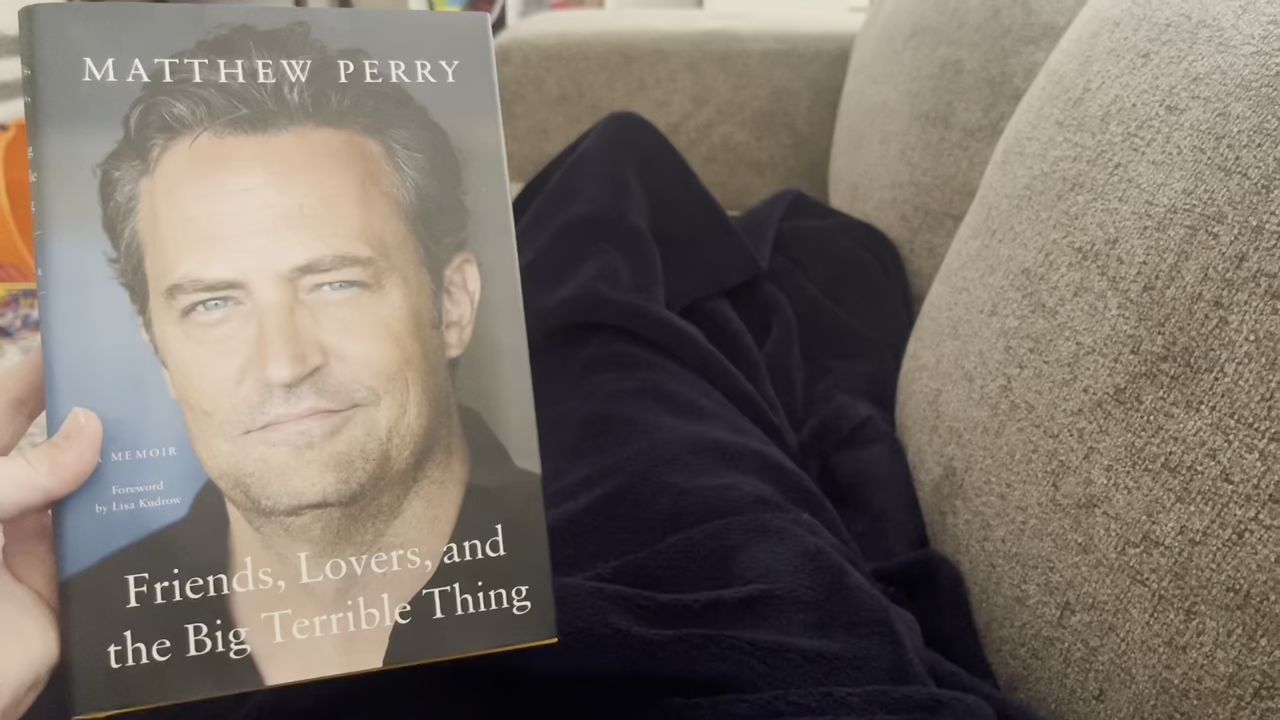 MATTHEW PERRY
A MEMOIR
Foreword
by Lisa Kudrow
Friends, Lovers, and
the Big Terrible Thing